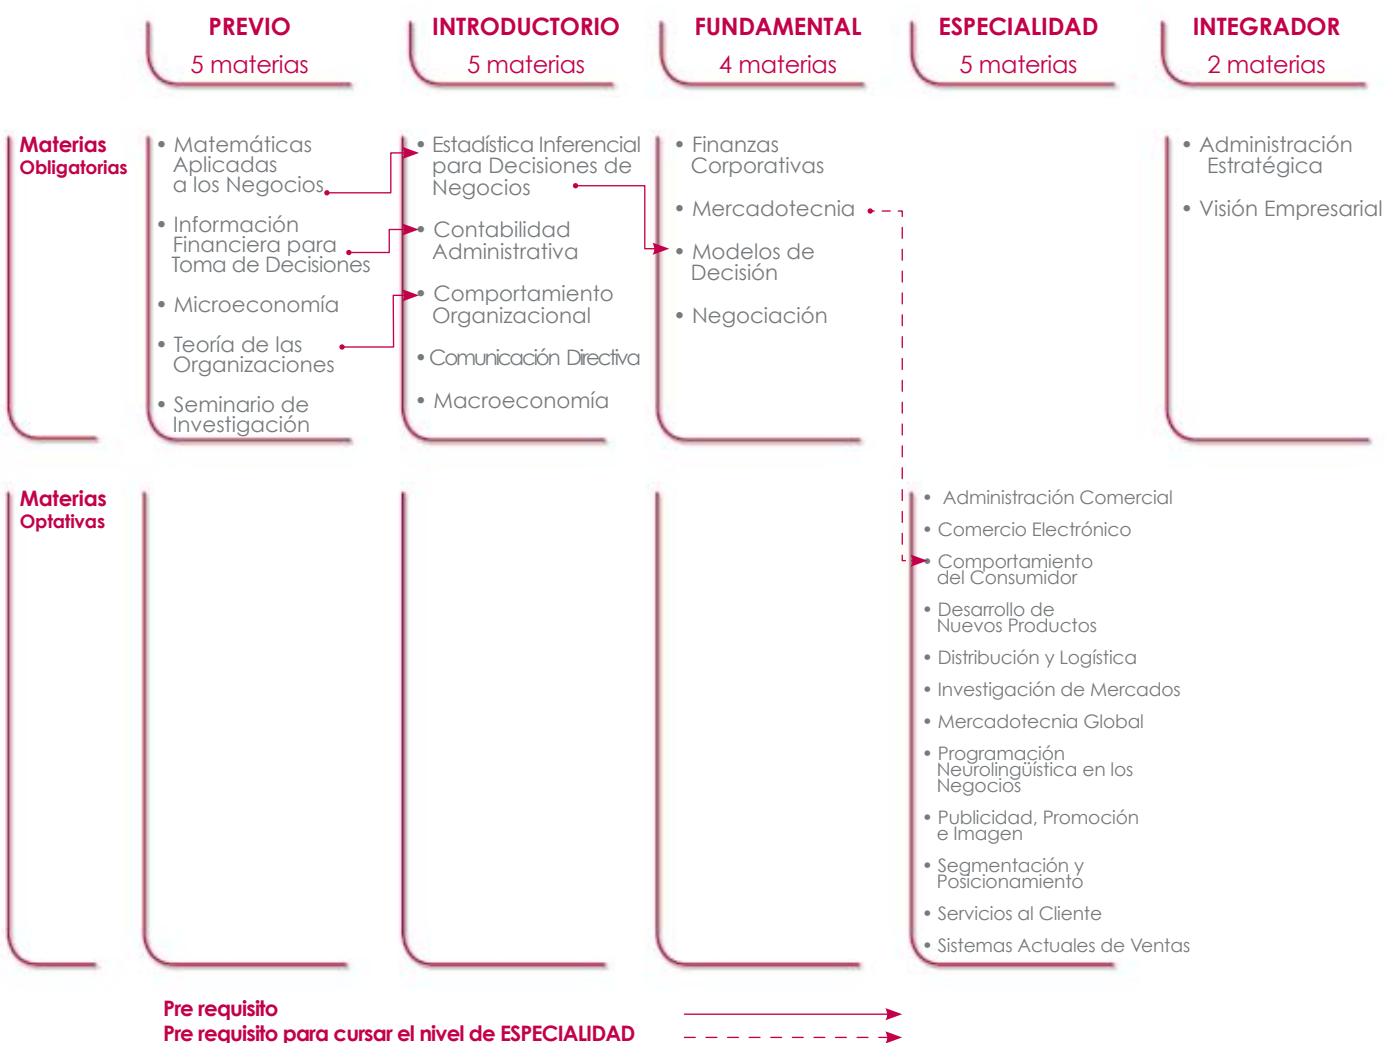 PREVIO
5 materias
INTRODUCTORIO
5 materias
FUNDAMENTAL
4 materias
ESPECIALIDAD
5 materias
INTEGRADOR
2 materias
Materias
Obligatorias
• Matemáticas
Aplicadas
a los Negocios
• Información
Financiera para
Toma de Decisiones
• Microeconomía
• Teoría de las
Organizaciones
• Seminario de
Investigación
• Estadística Inferencial
para Decisiones de
Negocios
• Contabilidad
Administrativa
• Comportamiento
Organizacional
• Comunicación Directiva
• Macroeconomía
• Finanzas
Corporativas
• Mercadotecnia
• Modelos de
Decisión
• Negociación
• Administración
Estratégica
• Visión Empresarial
Materias
Optativas
• Administración Comercial
• Comercio Electrónico
• Comportamiento
del Consumidor
• Desarrollo de
Nuevos Productos
• Distribución y Logística
• Investigación de Mercados
• Mercadotecnia Global
• Programación
Neurolingüística en los
Negocios
• Publicidad, Promoción
e Imagen
• Segmentación y
Posicionamiento
• Servicios al Cliente
• Sistemas Actuales de Ventas
Pre requisito
Pre requisito para cursar el nivel de ESPECIALIDAD